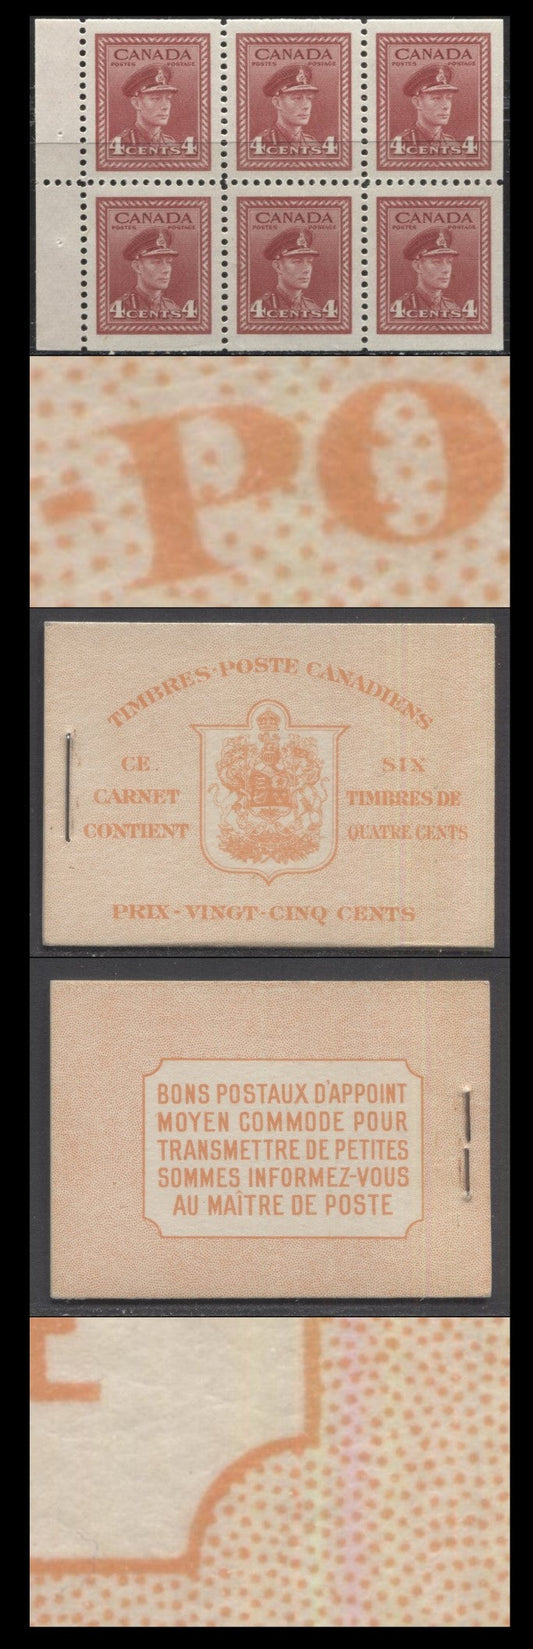 CANADA CANADA CANADA
POSTES POSTAGE POSTES POSTAGE POSTES POSTAGE
4 CENTS 4 4 CENTS 4 4 CENTS 4
CANADA CANADA CANADA
POSTES POSTAGE POSTES POSTAGE POSTES POSTAGE
4 CENTS 4 4 CENTS 4 4 CENTS 4
-PO
TIMBRES-POSTE CANADIENS
CE
CARNET
CONTIENT
SIX
TIMBRES DE
QUATRE CENTS
PRIX-VINGT-CINQ CENTS
BONS POSTAUX D'APPOINT
MOYEN COMMODE POUR
TRANSMETTRE DE PETITES
SOMMES INFORMEZ-VOUS
AU MAÎTRE DE POSTE
E